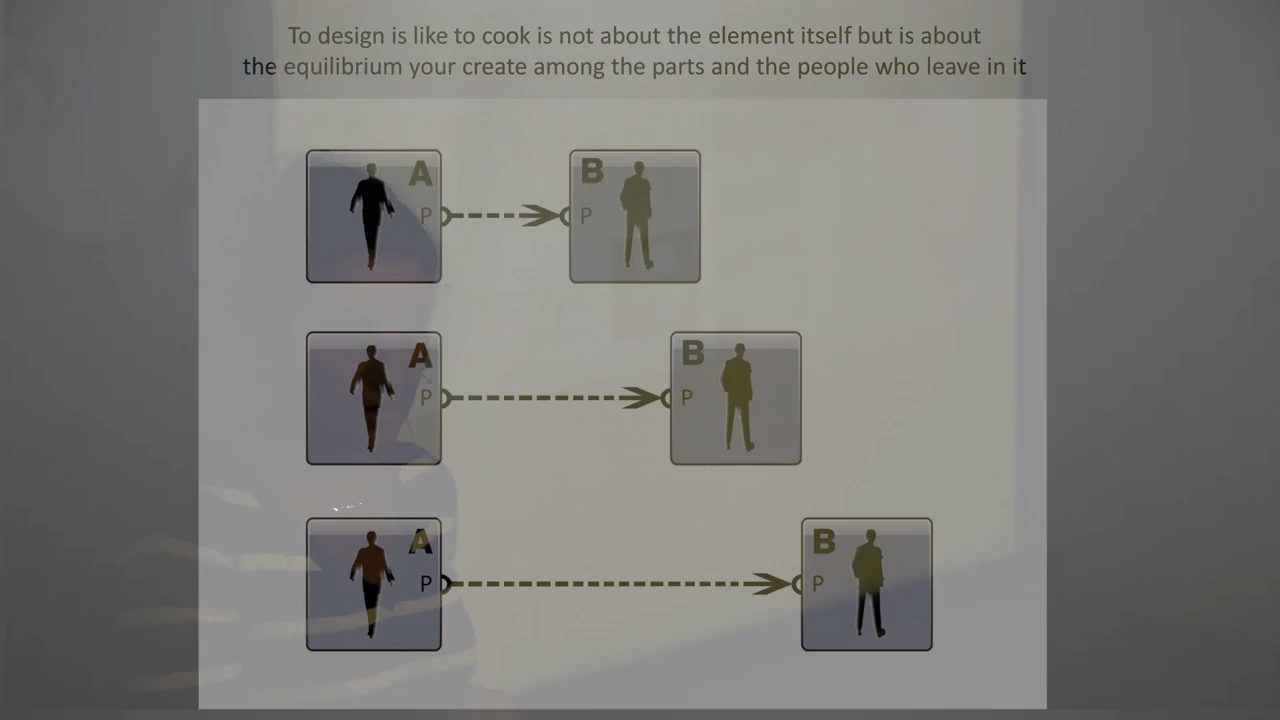 To design is like to cook is not about the element itself but is about
the equilibrium your create among the parts and the people who leave in it
A B
P P
A B
P P
A B
P P